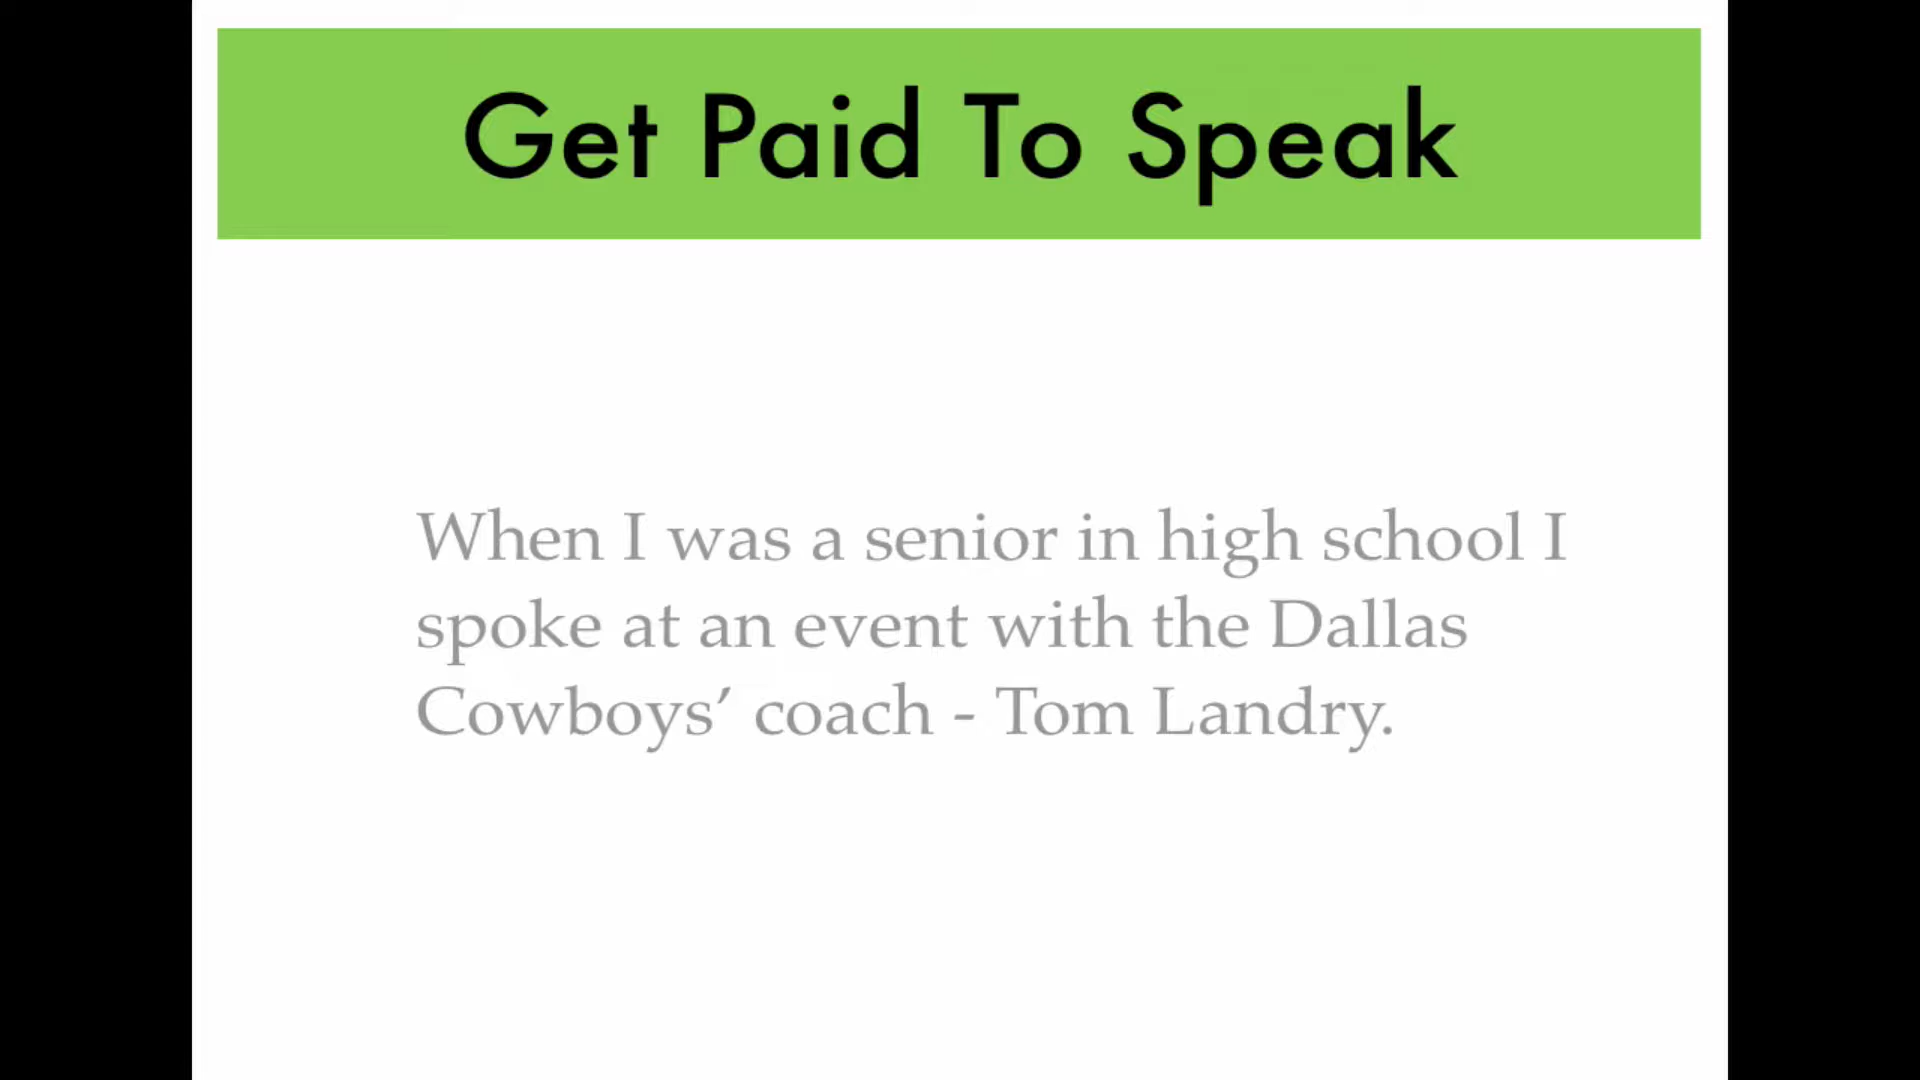 Get Paid To Speak
When I was a senior in high school I
spoke at an event with the Dallas
Cowboys’ coach - Tom Landry.